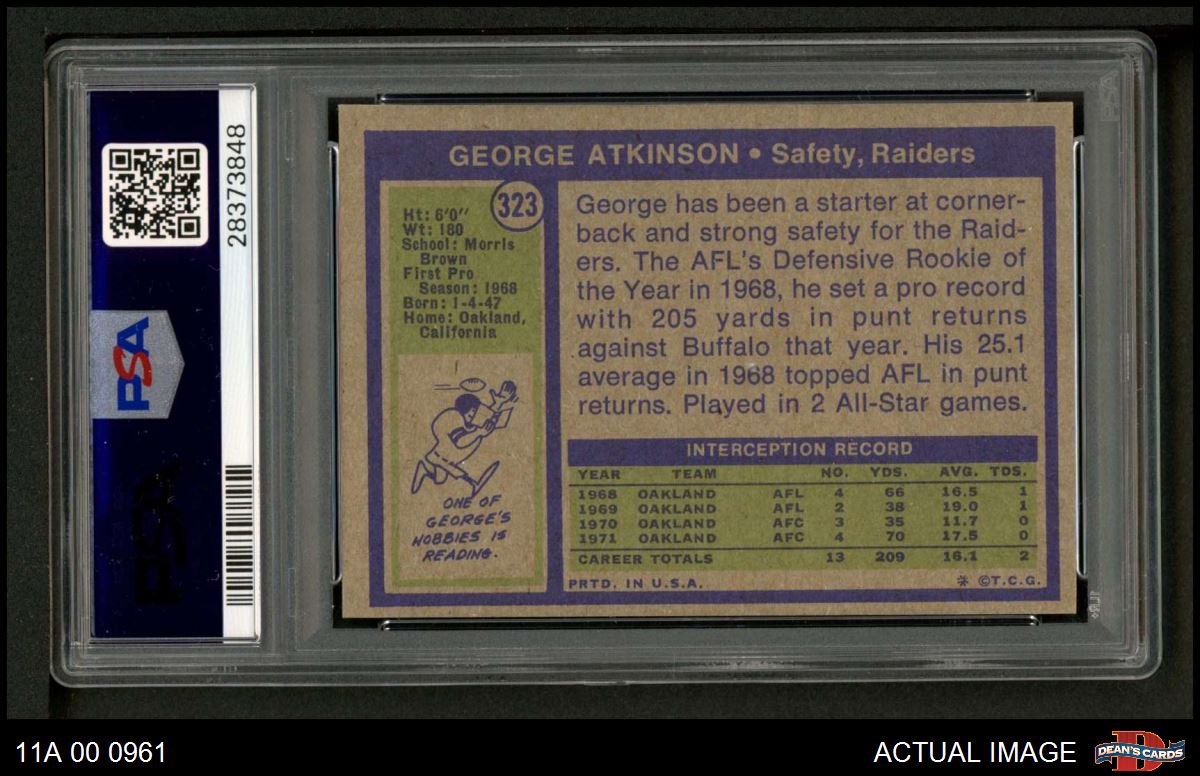 28373848
PSA
GEORGE ATKINSON • Safety, Raiders
323
Ht: 6'0"
Wt: 180
School: Morris
Brown
First Pro
Season: 1968
Born: 1-4-47
Home: Oakland,
California
ONE OF
GEORGE'S
HOBBIES IS
READING.
George has been a starter at corner-
back and strong safety for the Raid-
ers. The AFL's Defensive Rookie of
the Year in 1968, he set a pro record
with 205 yards in punt returns
against Buffalo that year. His 25.1
average in 1968 topped AFL in punt
returns. Played in 2 All-Star games.
INTERCEPTION RECORD
YEAR TEAM NO. YDS. AVG. TDS.
1968 OAKLAND AFL 4 66 16.5 1
1969 OAKLAND AFL 2 38 19.0 1
1970 OAKLAND AFC 3 35 11.7 0
1971 OAKLAND AFC 4 70 17.5 0
CAREER TOTALS 13 209 16.1 2
PRTD. IN U.S.A. * ©T.C.G.
PSA
11A 00 0961
ACTUAL IMAGE
DEAN'S CARDS